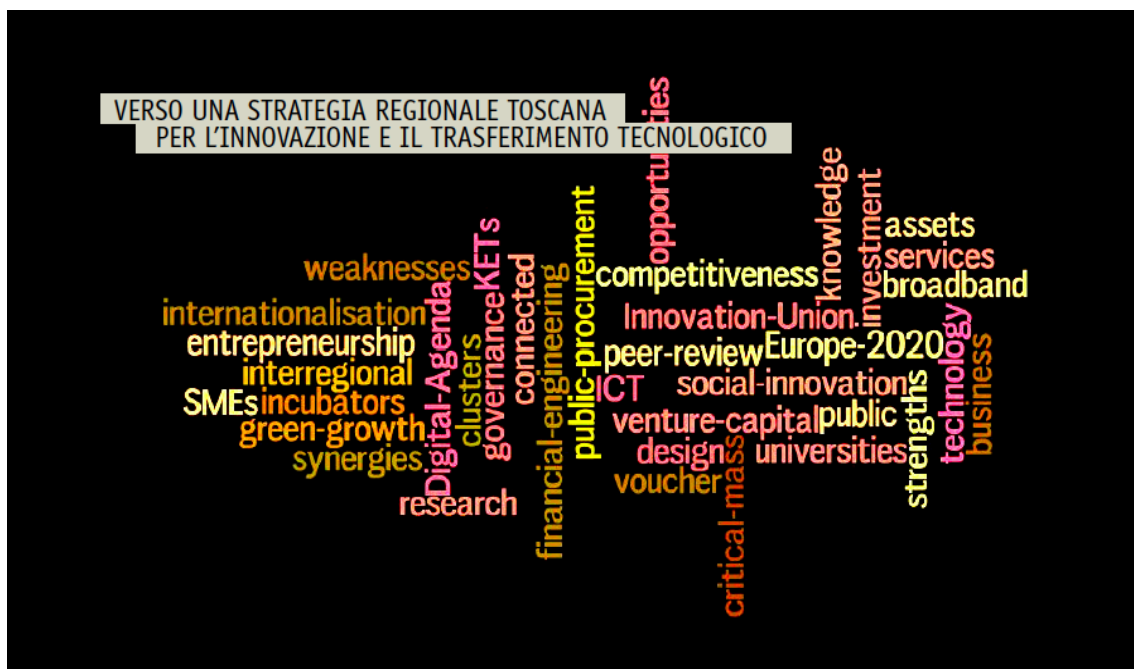 VERSO UNA STRATEGIA REGIONALE TOSCANA
PER L'INNOVAZIONE E IL TRASFERIMENTO TECNOLOGICO
opportunities
knowledge
investment
assets
services
broadband
public-procurement
KETs
weaknesses
connected
financial-engineering
competitiveness
internationalisation
Digital-Agenda
governance
Innovation-Union
technology
entrepreneurship
clusters
peer-review
Europe-2020
business
interregional
ICT
social-innovation
strengths
SMEs
incubators
venture-capital
public
green-growth
design
universities
synergies
voucher
critical-mass
research